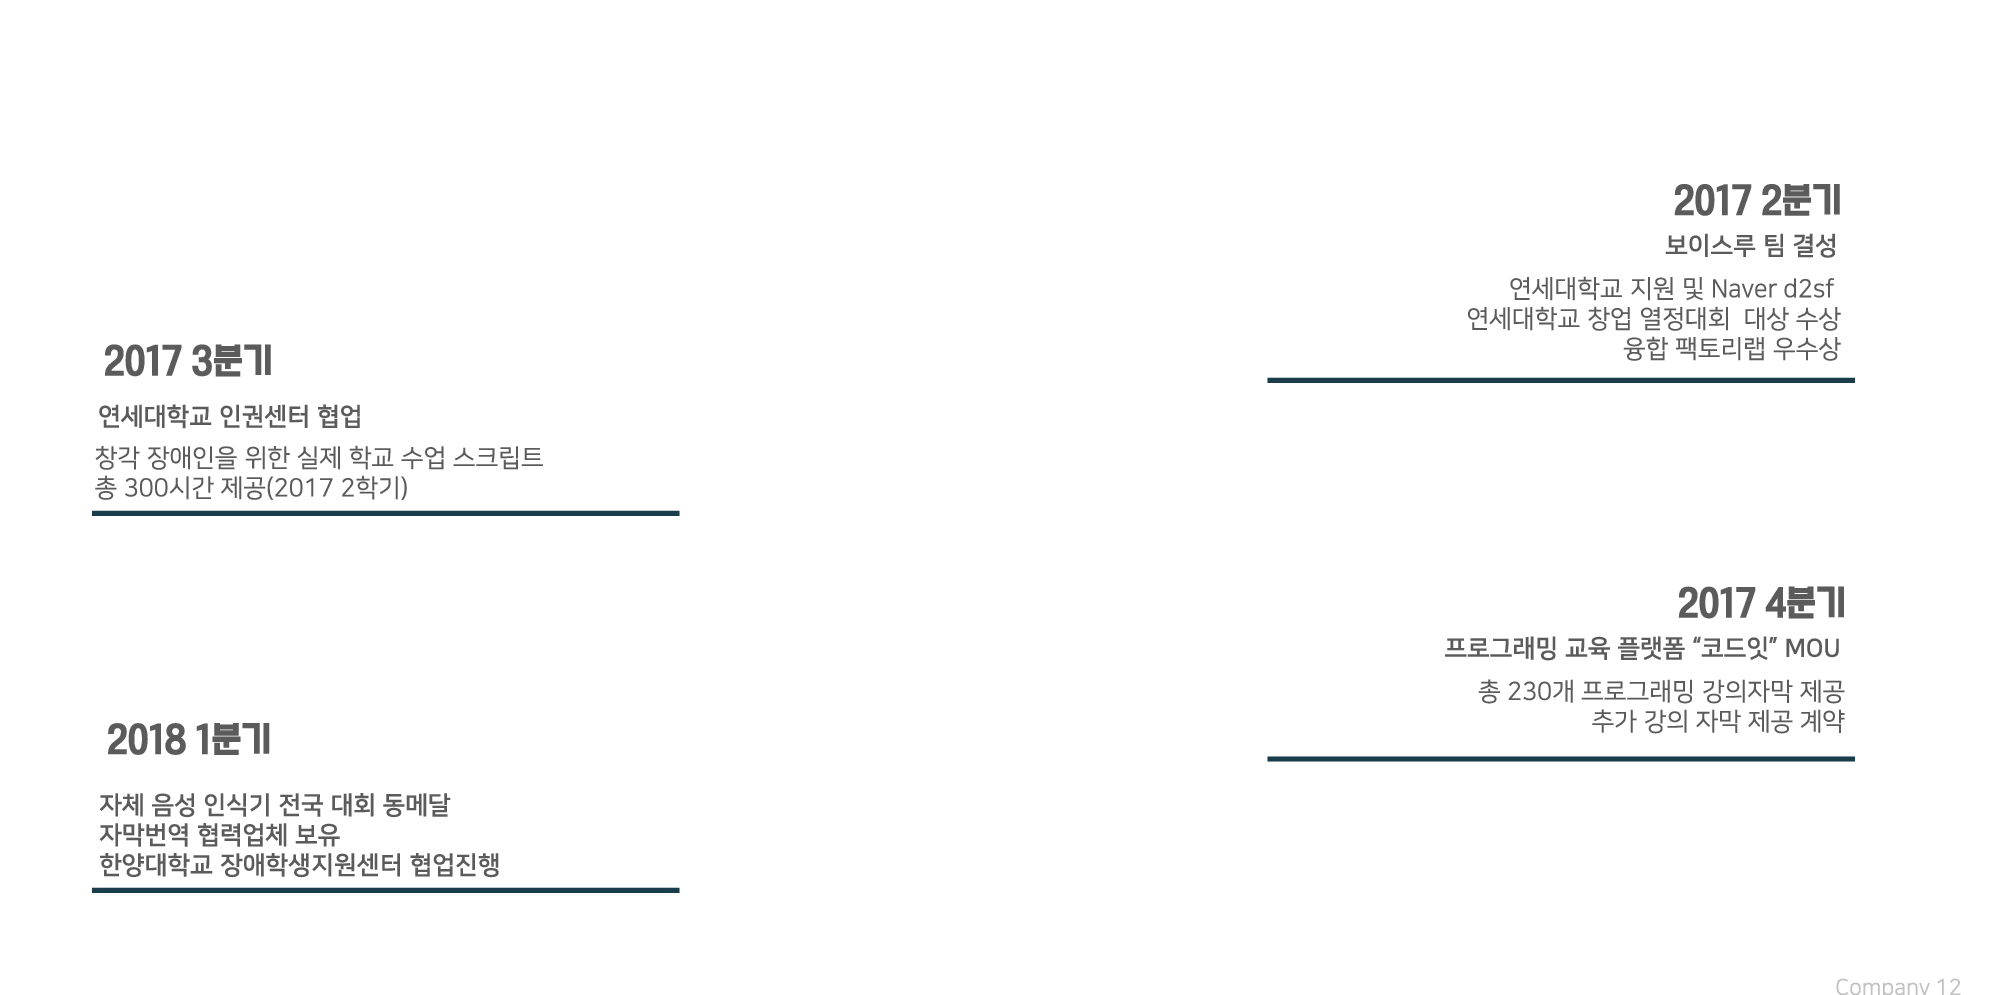 2017 2분기
보이스루 팀 결성
연세대학교 지원 및 Naver d2sf
연세대학교 창업 열정대회 대상 수상
융합 팩토리랩 우수상
2017 3분기
연세대학교 인권센터 협업
창각 장애인을 위한 실제 학교 수업 스크립트
총 300시간 제공(2017 2학기)
2017 4분기
프로그래밍 교육 플랫폼 “코드잇” MOU
총 230개 프로그래밍 강의자막 제공
추가 강의 자막 제공 계약
2018 1분기
자체 음성 인식기 전국 대회 동메달
자막번역 협력업체 보유
한양대학교 장애학생지원센터 협업진행
Company 12